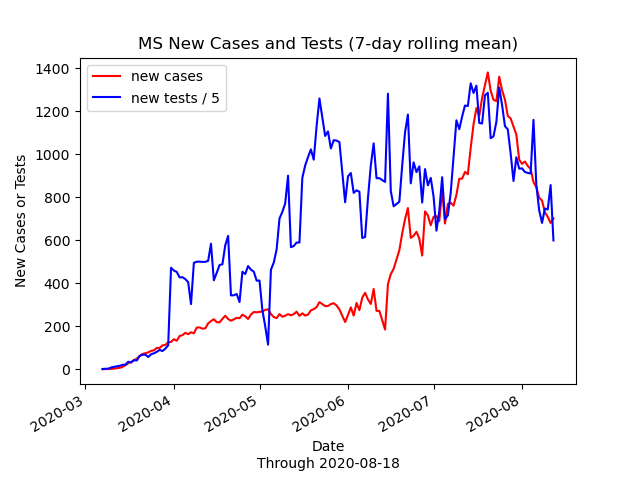 MS New Cases and Tests (7-day rolling mean)
new cases
new tests / 5
New Cases or Tests
1400
1200
1000
800
600
400
200
0
2020-03
2020-04
2020-05
2020-06
2020-07
2020-08
Date
Through 2020-08-18